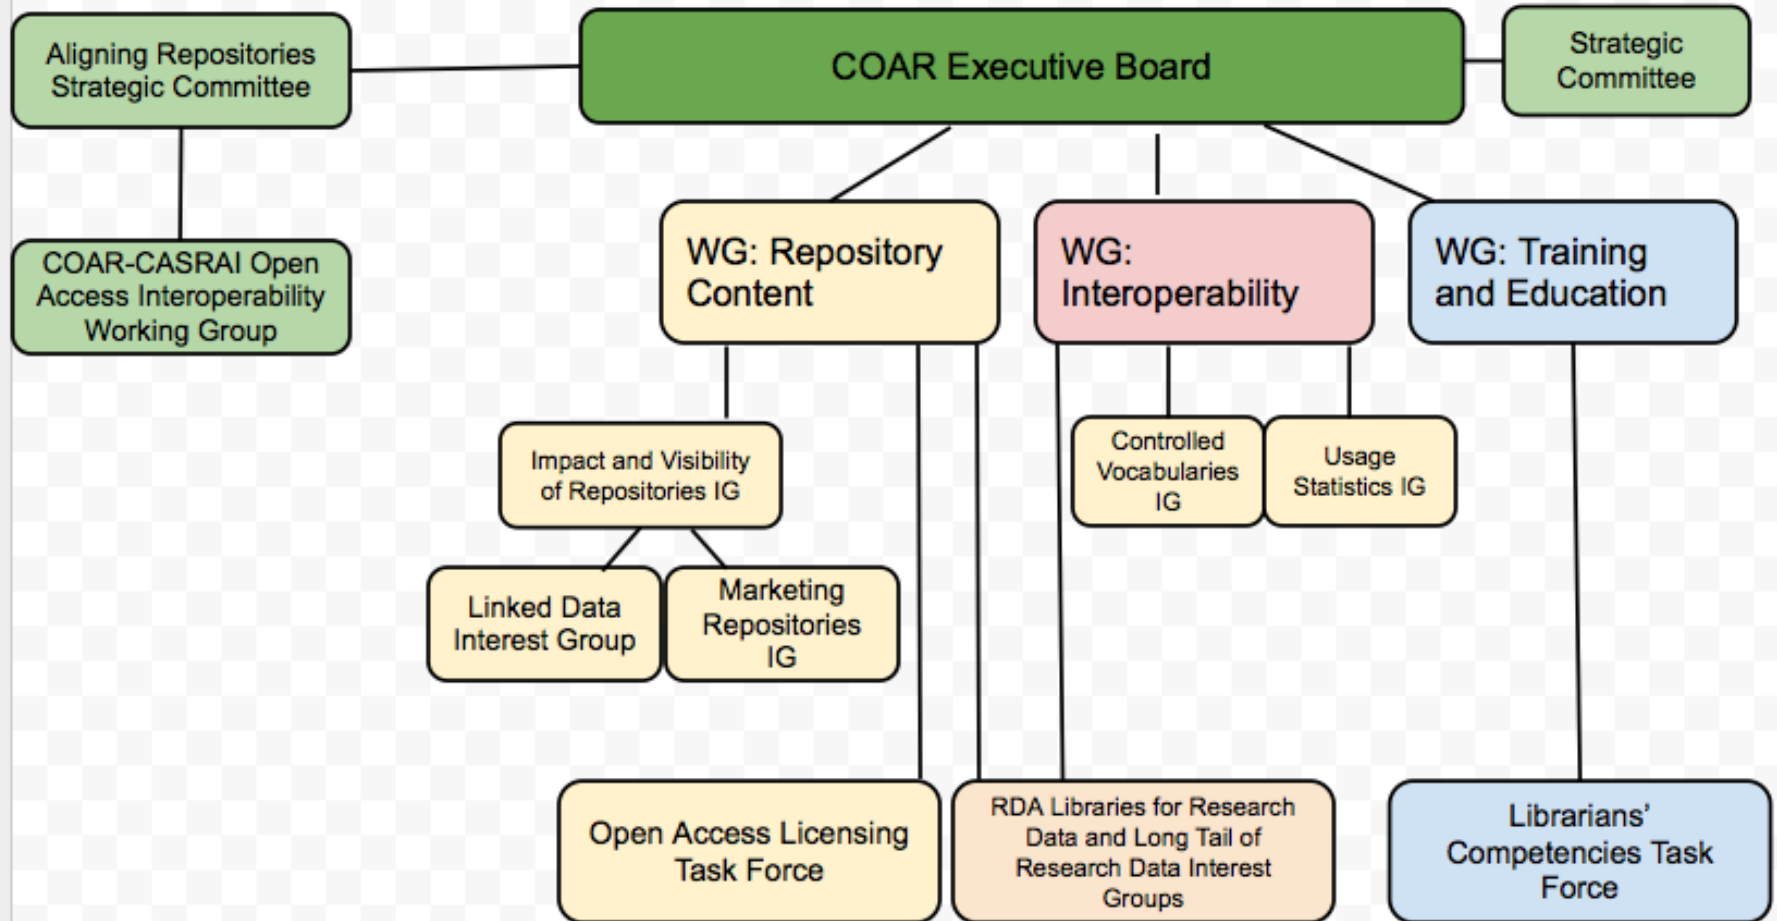 Aligning Repositories
Strategic Committee
COAR Executive Board
Strategic
Committee
COAR-CASRAI Open
Access Interoperability
Working Group
WG: Repository
Content
WG:
Interoperability
WG: Training
and Education
Impact and Visibility
of Repositories IG
Controlled
Vocabularies
IG
Usage
Statistics IG
Linked Data
Interest Group
Marketing
Repositories
IG
Open Access Licensing
Task Force
RDA Libraries for Research
Data and Long Tail of
Research Data Interest
Groups
Librarians’
Competencies Task
Force